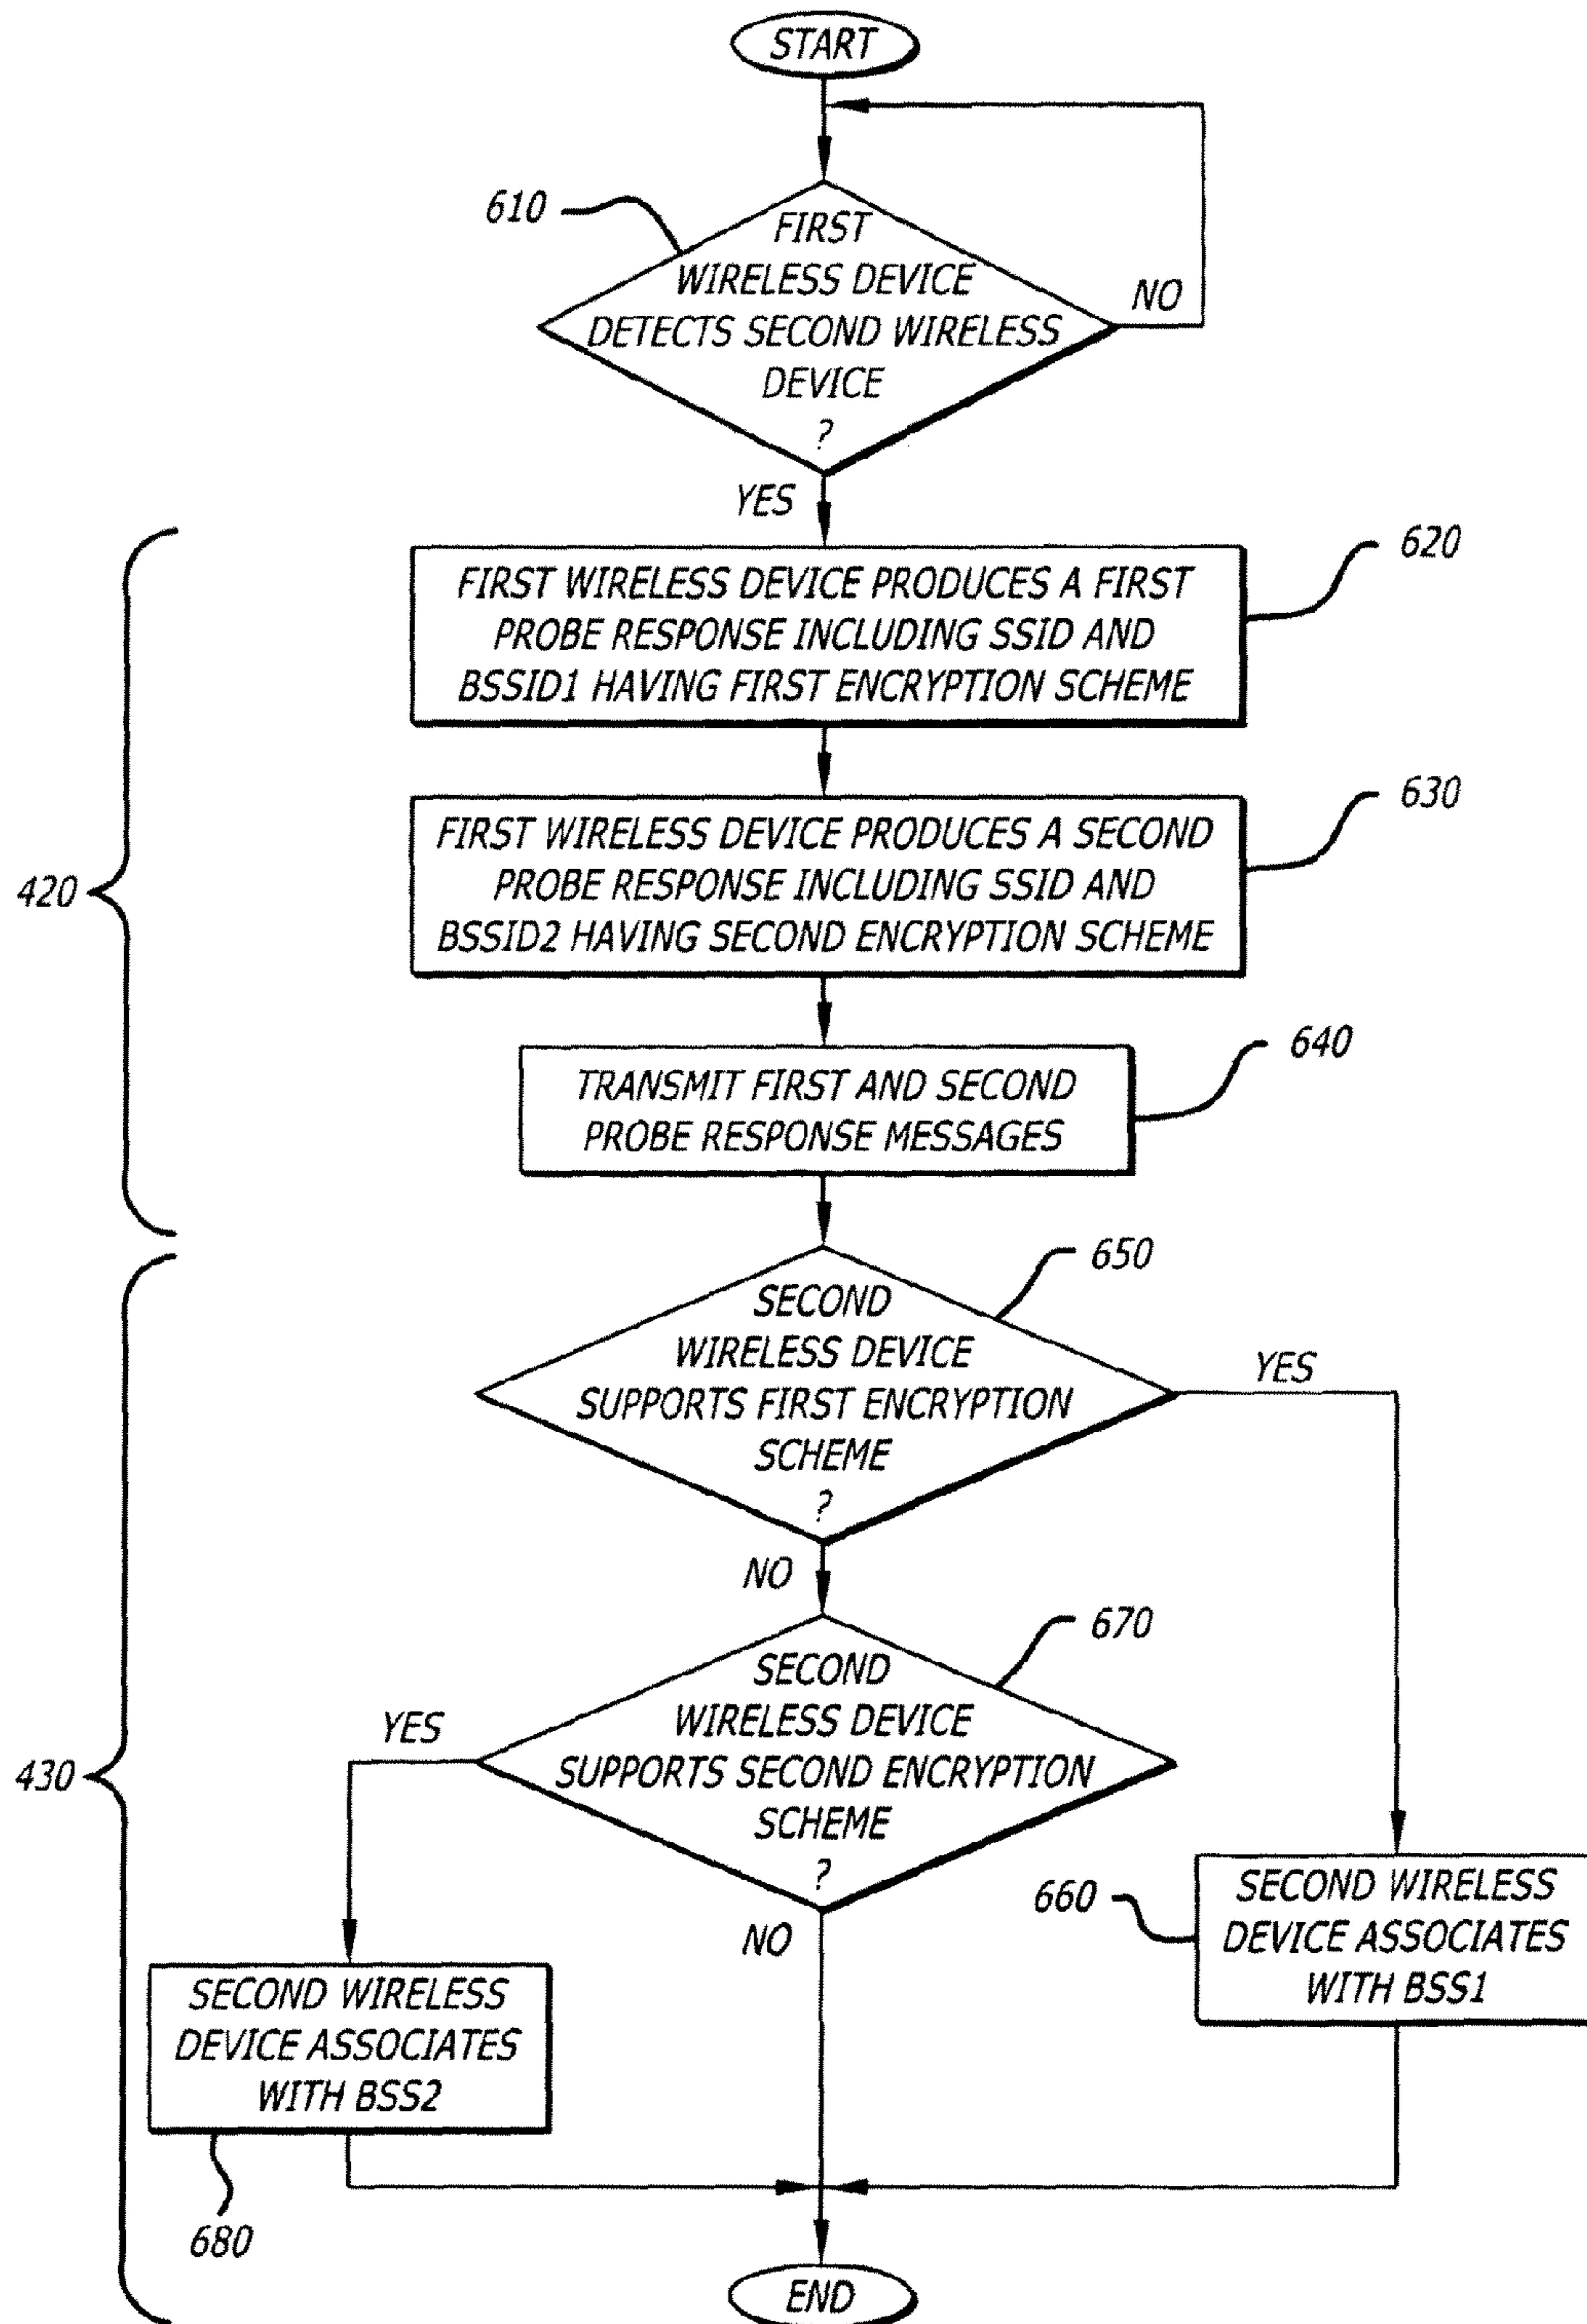 START
610
FIRST
WIRELESS DEVICE
DETECTS SECOND WIRELESS
DEVICE
?
NO
YES
620
FIRST WIRELESS DEVICE PRODUCES A FIRST
PROBE RESPONSE INCLUDING SSID AND
BSSID1 HAVING FIRST ENCRYPTION SCHEME
630
FIRST WIRELESS DEVICE PRODUCES A SECOND
PROBE RESPONSE INCLUDING SSID AND
BSSID2 HAVING SECOND ENCRYPTION SCHEME
420
640
TRANSMIT FIRST AND SECOND
PROBE RESPONSE MESSAGES
650
SECOND
WIRELESS DEVICE
SUPPORTS FIRST ENCRYPTION
SCHEME
?
YES
NO
670
SECOND
WIRELESS DEVICE
SUPPORTS SECOND ENCRYPTION
SCHEME
?
YES
430
NO
660
SECOND WIRELESS
DEVICE ASSOCIATES
WITH BSS1
SECOND WIRELESS
DEVICE ASSOCIATES
WITH BSS2
680
END